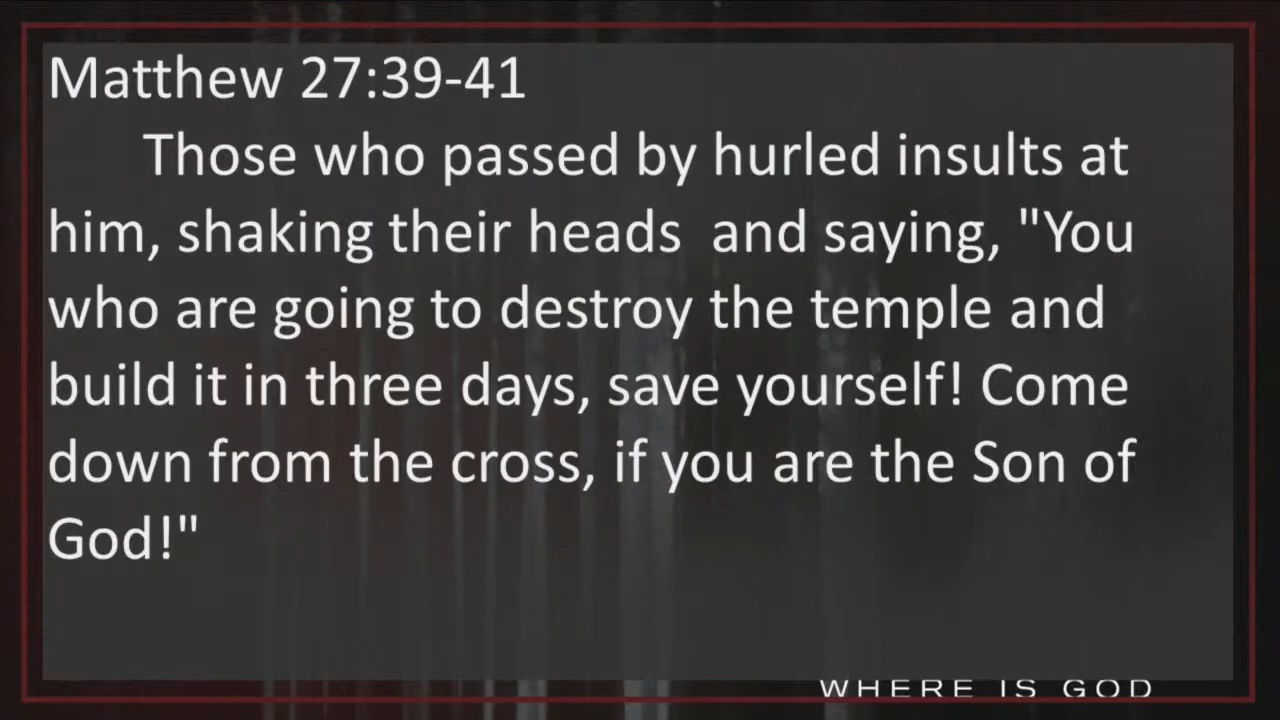 Matthew 27:39-41
Those who passed by hurled insults at
him, shaking their heads  and saying, "You
who are going to destroy the temple and
build it in three days, save yourself! Come
down from the cross, if you are the Son of
God!"
WHERE IS GOD